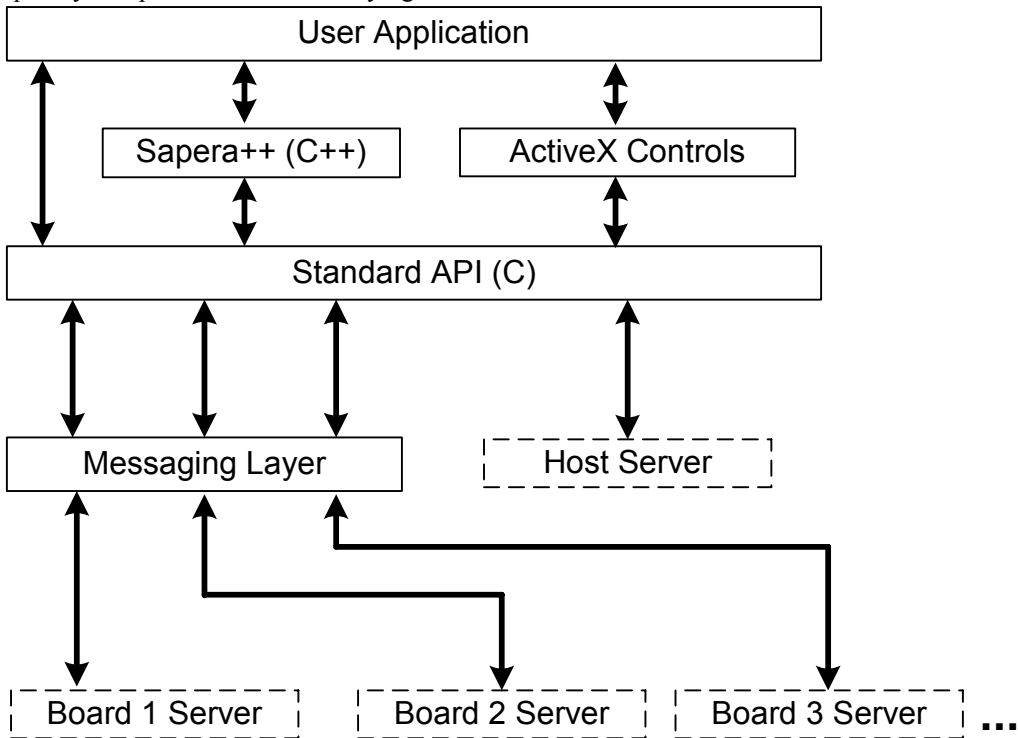 User Application
Sapera++ (C++)
ActiveX Controls
Standard API (C)
Messaging Layer
Host Server
Board 1 Server
Board 2 Server
Board 3 Server
...